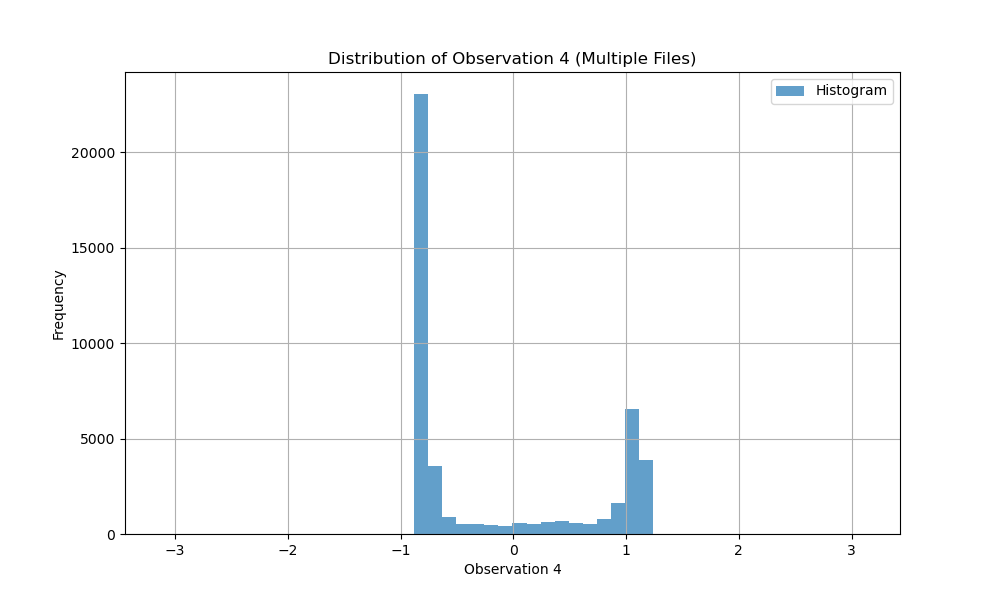 Distribution of Observation 4 (Multiple Files)
Histogram
Frequency
20000
15000
10000
5000
0
−3 −2 −1 0 1 2 3
Observation 4